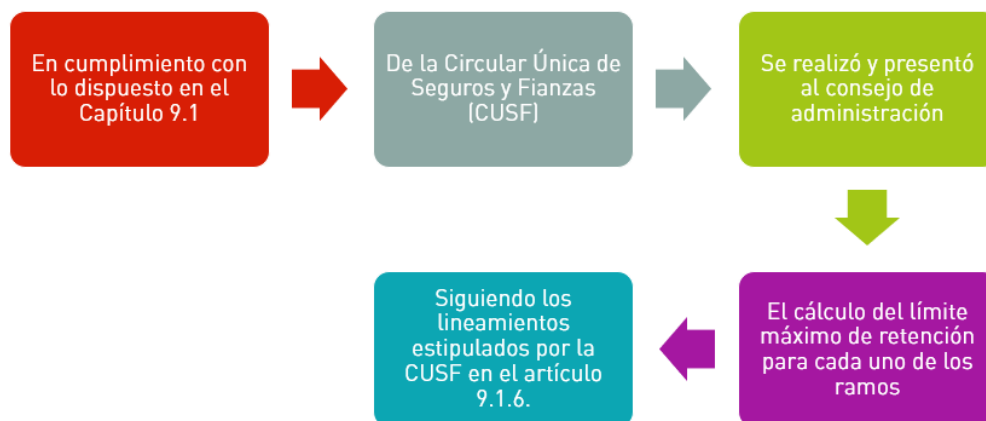 En cumplimiento con
lo dispuesto en el
Capítulo 9.1
De la Circular Única de
Seguros y Fianzas
(CUSF)
Se realizó y presentó
al consejo de
administración
El cálculo del límite
máximo de retención
para cada uno de los
ramos
Siguiendo los
lineamientos
estipulados por la
CUSF en el artículo
9.1.6.